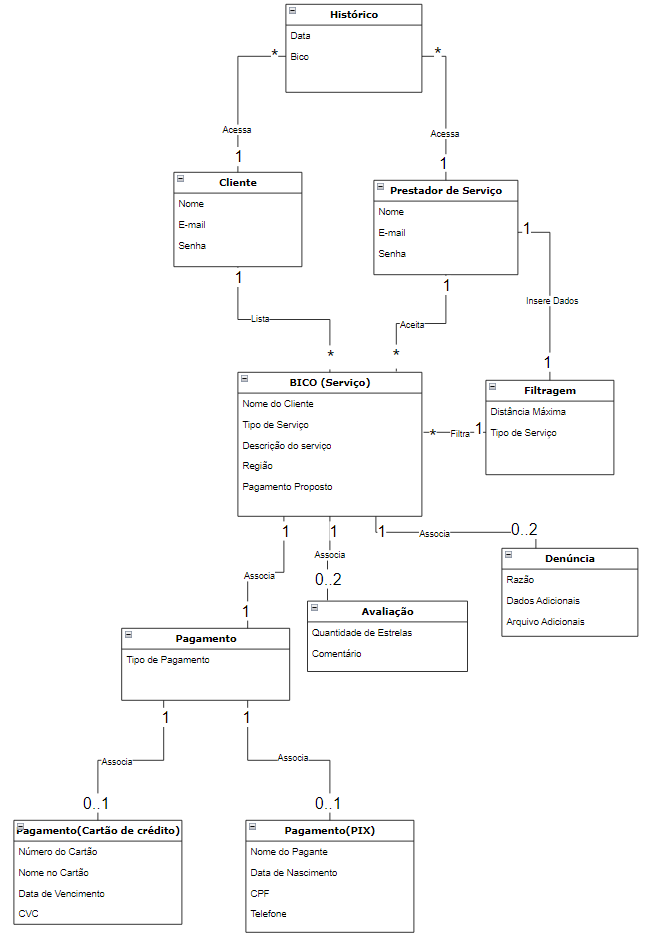 Histórico
Data
Bico
*
*
Acessa
Acessa
1
1
Cliente
Nome
E-mail
Senha
Prestador de Serviço
Nome
E-mail
Senha
1
1
1
Insere Dados
Lista
Aceita
*
*
1
BICO (Serviço)
Nome do Cliente
Tipo de Serviço
Descrição do serviço
Região
Pagamento Proposto
*
Filtra
1
Filtragem
Distância Máxima
Tipo de Serviço
1
1
1
Associa
0..2
Associa
0..2
Associa
1
Denúncia
Razão
Dados Adicionais
Arquivo Adicionais
Avaliação
Quantidade de Estrelas
Comentário
Pagamento
Tipo de Pagamento
1
1
Associa
Associa
0..1
0..1
Pagamento(Cartão de crédito)
Número do Cartão
Nome no Cartão
Data de Vencimento
CVC
Pagamento(PIX)
Nome do Pagante
Data de Nascimento
CPF
Telefone